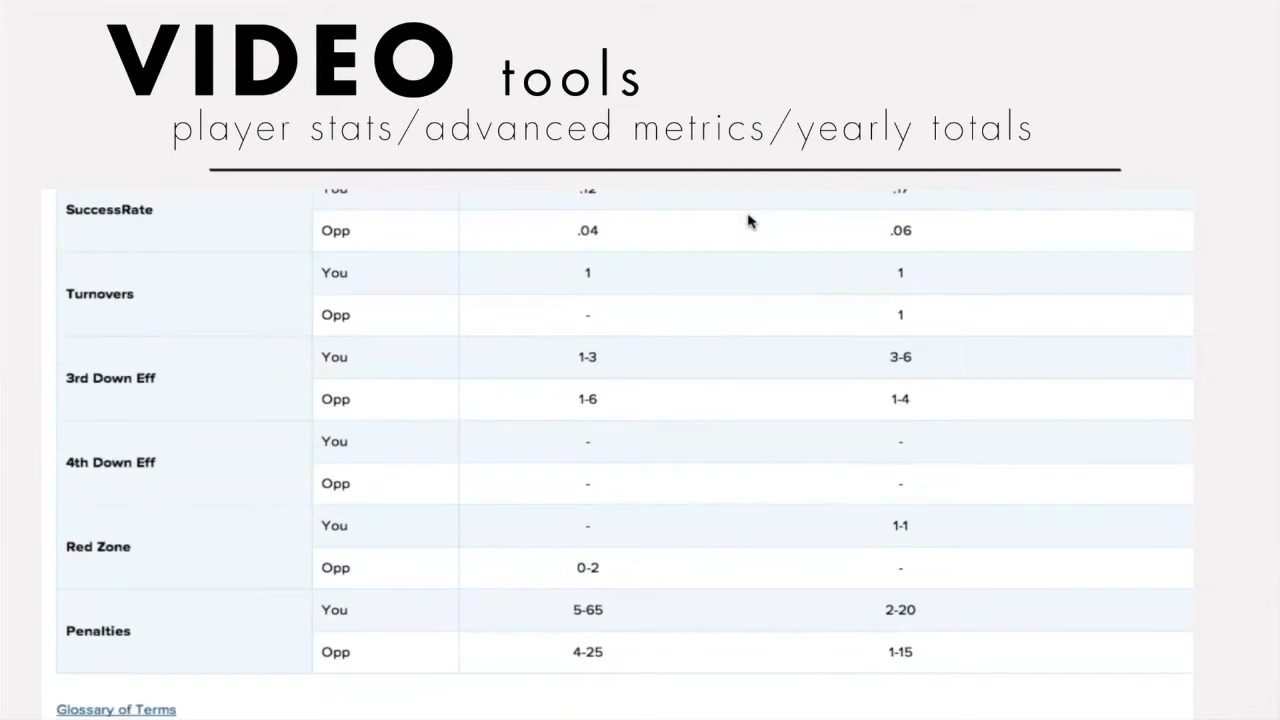 VIDEO tools
player stats/advanced metrics/yearly totals
SuccessRate
Opp .04 .06
Turnovers
You 1 1
Opp - 1
3rd Down Eff
You 1-3 3-6
Opp 1-6 1-4
4th Down Eff
You - -
Opp - -
Red Zone
You - 1-1
Opp 0-2 -
Penalties
You 5-65 2-20
Opp 4-25 1-15
Glossary of Terms